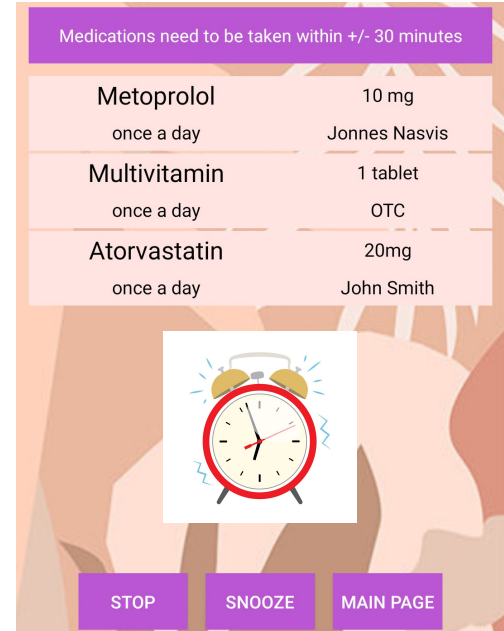 Medications need to be taken within +/- 30 minutes
Metoprolol 10 mg
once a day Jonnes Nasvis
Multivitamin 1 tablet
once a day OTC
Atorvastatin 20mg
once a day John Smith
STOP SNOOZE MAIN PAGE